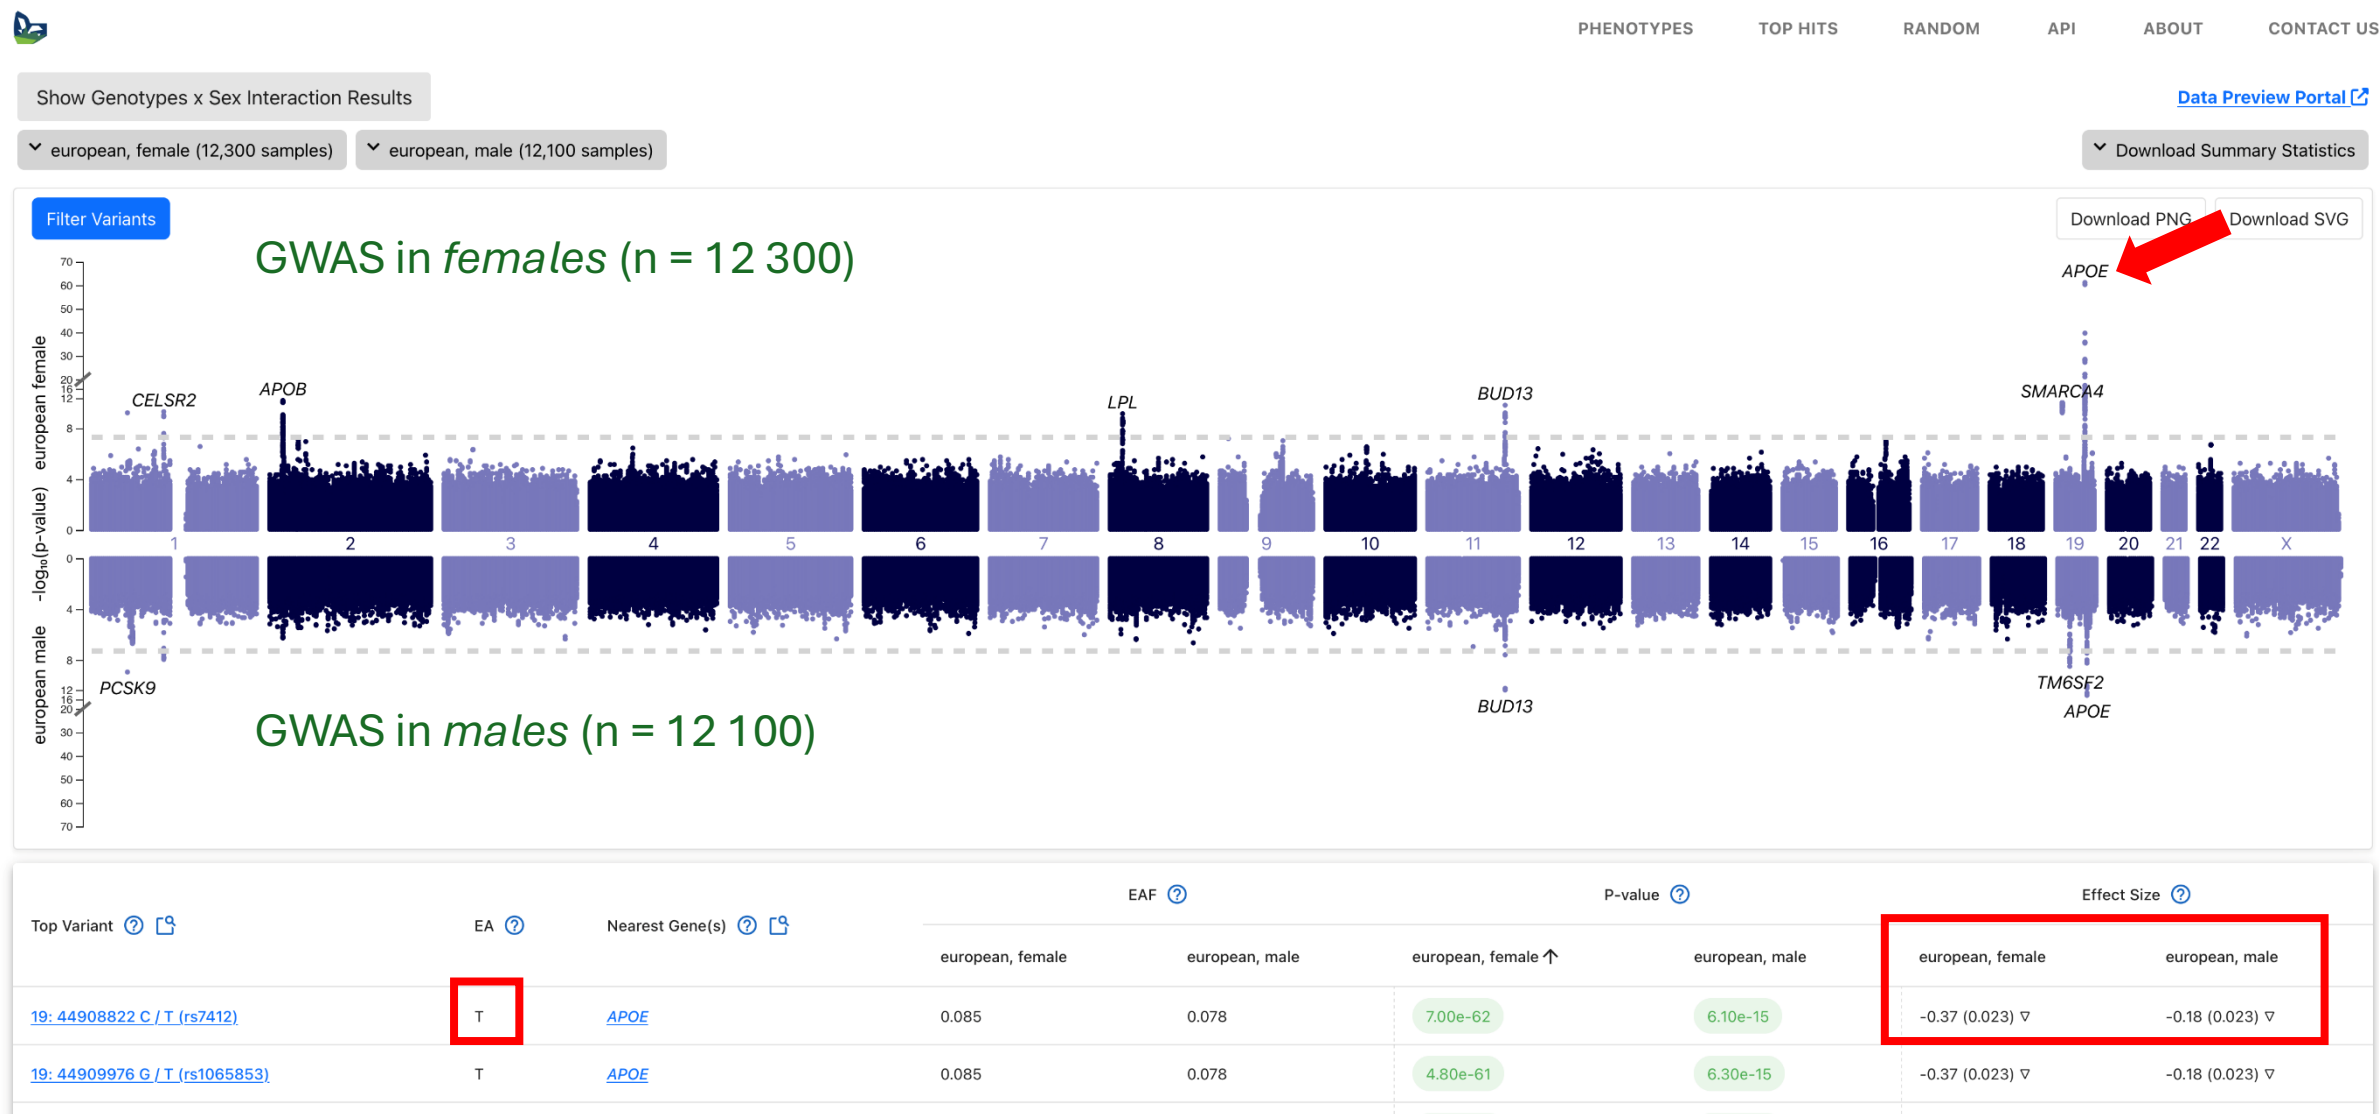 PHENOTYPES TOP HITS RANDOM API ABOUT CONTACT US
Show Genotypes x Sex Interaction Results
Data Preview Portal
european, female (12,300 samples) european, male (12,100 samples) Download Summary Statistics
Filter Variants
Download PNG Download SVG
GWAS in females (n = 12 300)
APOE
70
60
50
40
30
20
16
12
8
4
0
european female
CELSR2
APOB
LPL
BUD13
SMARCA4
-log₁₀(p-value)
1 2 3 4 5 6 7 8 9 10 11 12 13 14 15 16 17 18 19 20 21 22 X
0
4
8
12
16
20
30
40
50
60
70
european male
PCSK9
BUD13
TM6SF2
APOE
GWAS in males (n = 12 100)
EAF P-value Effect Size
Top Variant EA Nearest Gene(s)
european, female european, male european, female european, male european, female european, male
19: 44908822 C / T (rs7412) T APOE 0.085 0.078 7.00e-62 6.10e-15 -0.37 (0.023) ▽ -0.18 (0.023) ▽
19: 44909976 G / T (rs1065853) T APOE 0.085 0.078 4.80e-61 6.30e-15 -0.37 (0.023) ▽ -0.18 (0.023) ▽